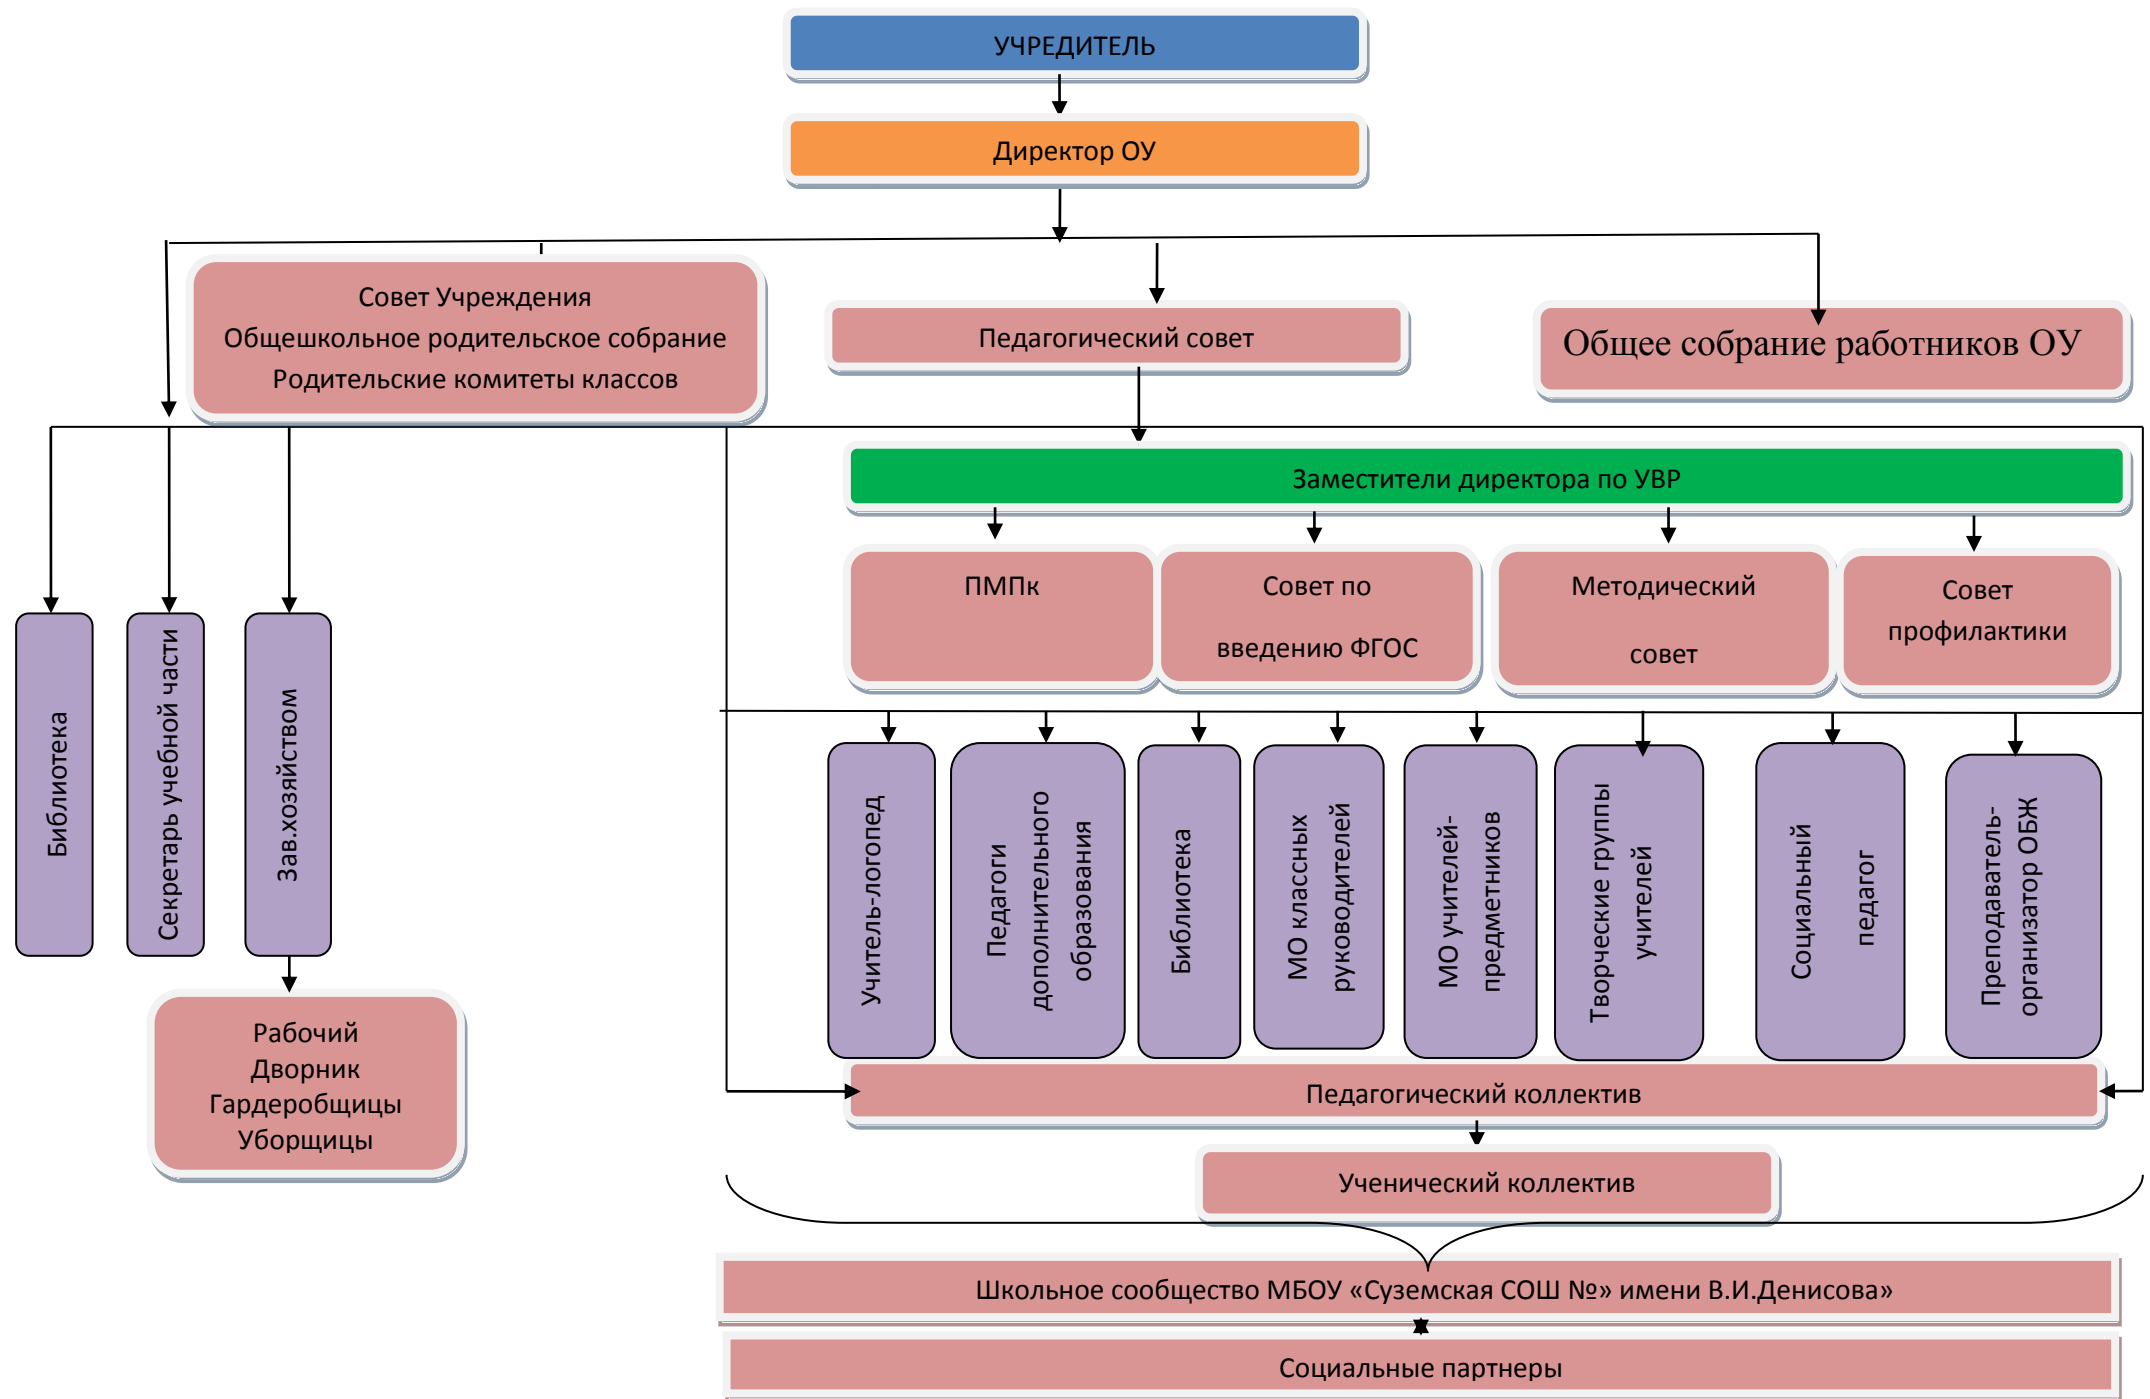 УЧРЕДИТЕЛЬ
Директор ОУ
Совет Учреждения
Общешкольное родительское собрание
Родительские комитеты классов
Педагогический совет
Общее собрание работников ОУ
Заместители директора по УВР
ПМПк
Совет по
введению ФГОС
Методический
совет
Совет
профилактики
Библиотека
Секретарь учебной части
Зав.хозяйством
Рабочий
Дворник
Гардеробщицы
Уборщицы
Учитель-логопед
Педагоги
дополнительного
образования
Библиотека
МО классных
руководителей
МО учителей-
предметников
Творческие группы
учителей
Социальный
педагог
Преподаватель-
организатор ОБЖ
Педагогический коллектив
Ученический коллектив
Школьное сообщество МБОУ «Суземская СОШ №» имени В.И.Денисова»
Социальные партнеры